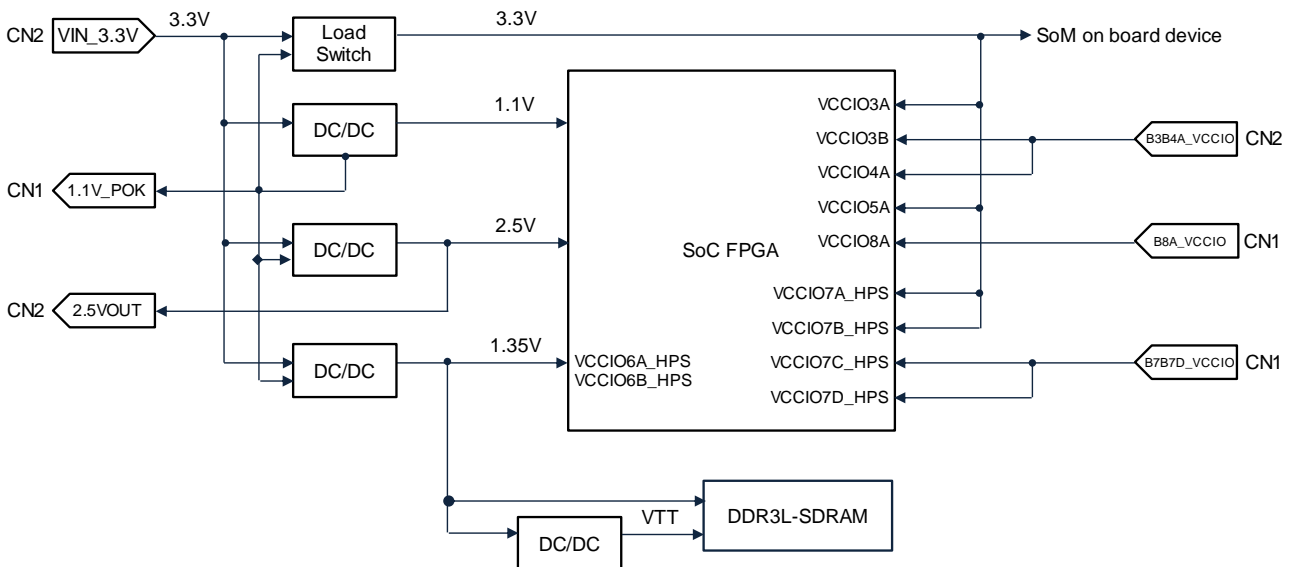 3.3V
3.3V
CN2
VIN_3.3V
Load
Switch
SoM on board device
1.1V
DC/DC
VCCIO3A
VCCIO3B
B3B4A_VCCIO
CN2
VCCIO4A
CN1
1.1V_POK
VCCIO5A
2.5V
DC/DC
SoC FPGA
VCCIO8A
B8A_VCCIO
CN1
VCCIO7A_HPS
CN2
2.5VOUT
VCCIO7B_HPS
1.35V
DC/DC
VCCIO6A_HPS
VCCIO6B_HPS
VCCIO7C_HPS
B7B7D_VCCIO
CN1
VCCIO7D_HPS
VTT
DDR3L-SDRAM
DC/DC